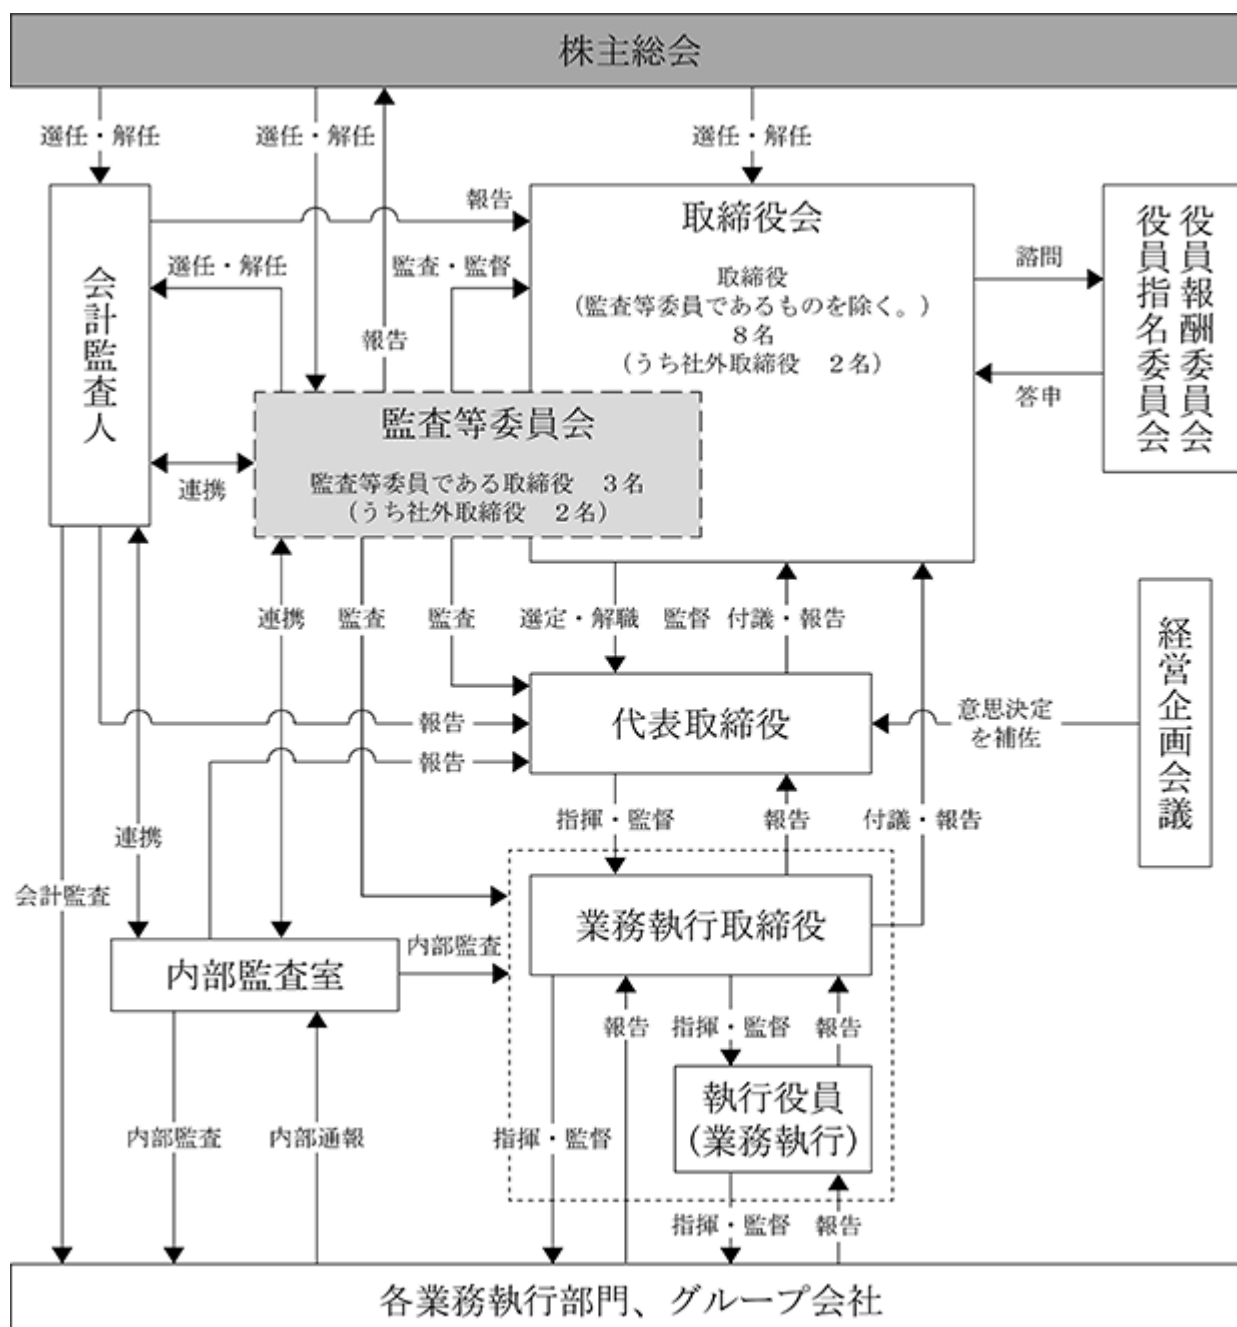 株主総会
選任・解任
選任・解任
選任・解任
報告
取締役会
取締役
（監査等委員であるものを除く。）
８名
（うち社外取締役　２名）
諮問
答申
役員報酬委員会
役員指名委員会
会計監査人
選任・解任
監査・監督
報告
監査等委員会
監査等委員である取締役　３名
（うち社外取締役　２名）
連携
連携
監査
監査
選定・解職
監督
付議・報告
経営企画会議
代表取締役
意思決定
を補佐
報告
報告
指揮・監督
報告
付議・報告
連携
会計監査
業務執行取締役
内部監査
内部監査室
報告
指揮・監督
報告
執行役員
（業務執行）
内部監査
内部通報
指揮・監督
指揮・監督
報告
各業務執行部門、グループ会社